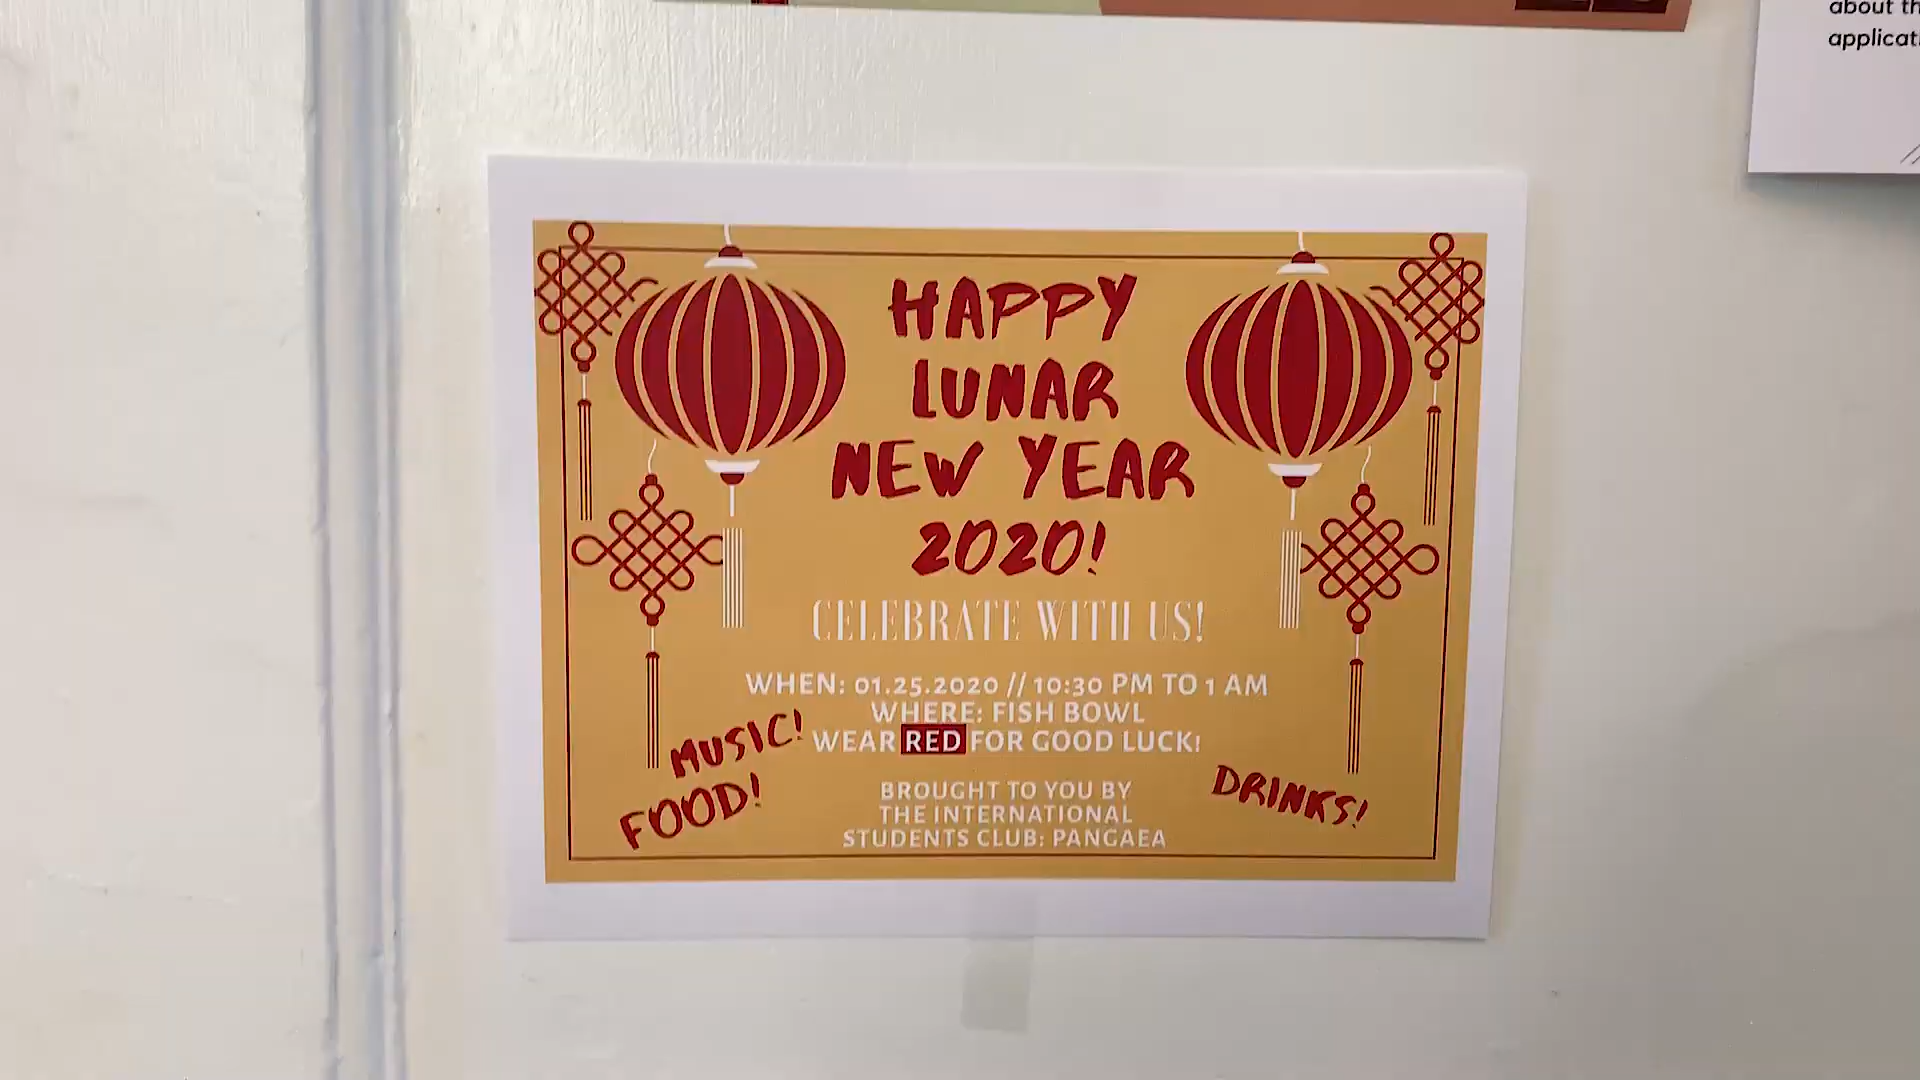 about th
applicat
HAPPY
LUNAR
NEW YEAR
2020!
CELEBRATE WITH US!
WHEN: 01.25.2020 // 10:30 PM TO 1 AM
WHERE: FISH BOWL
WEAR RED FOR GOOD LUCK!
MUSIC!
FOOD!
DRINKS!
BROUGHT TO YOU BY
THE INTERNATIONAL
STUDENTS CLUB: PANGAEA